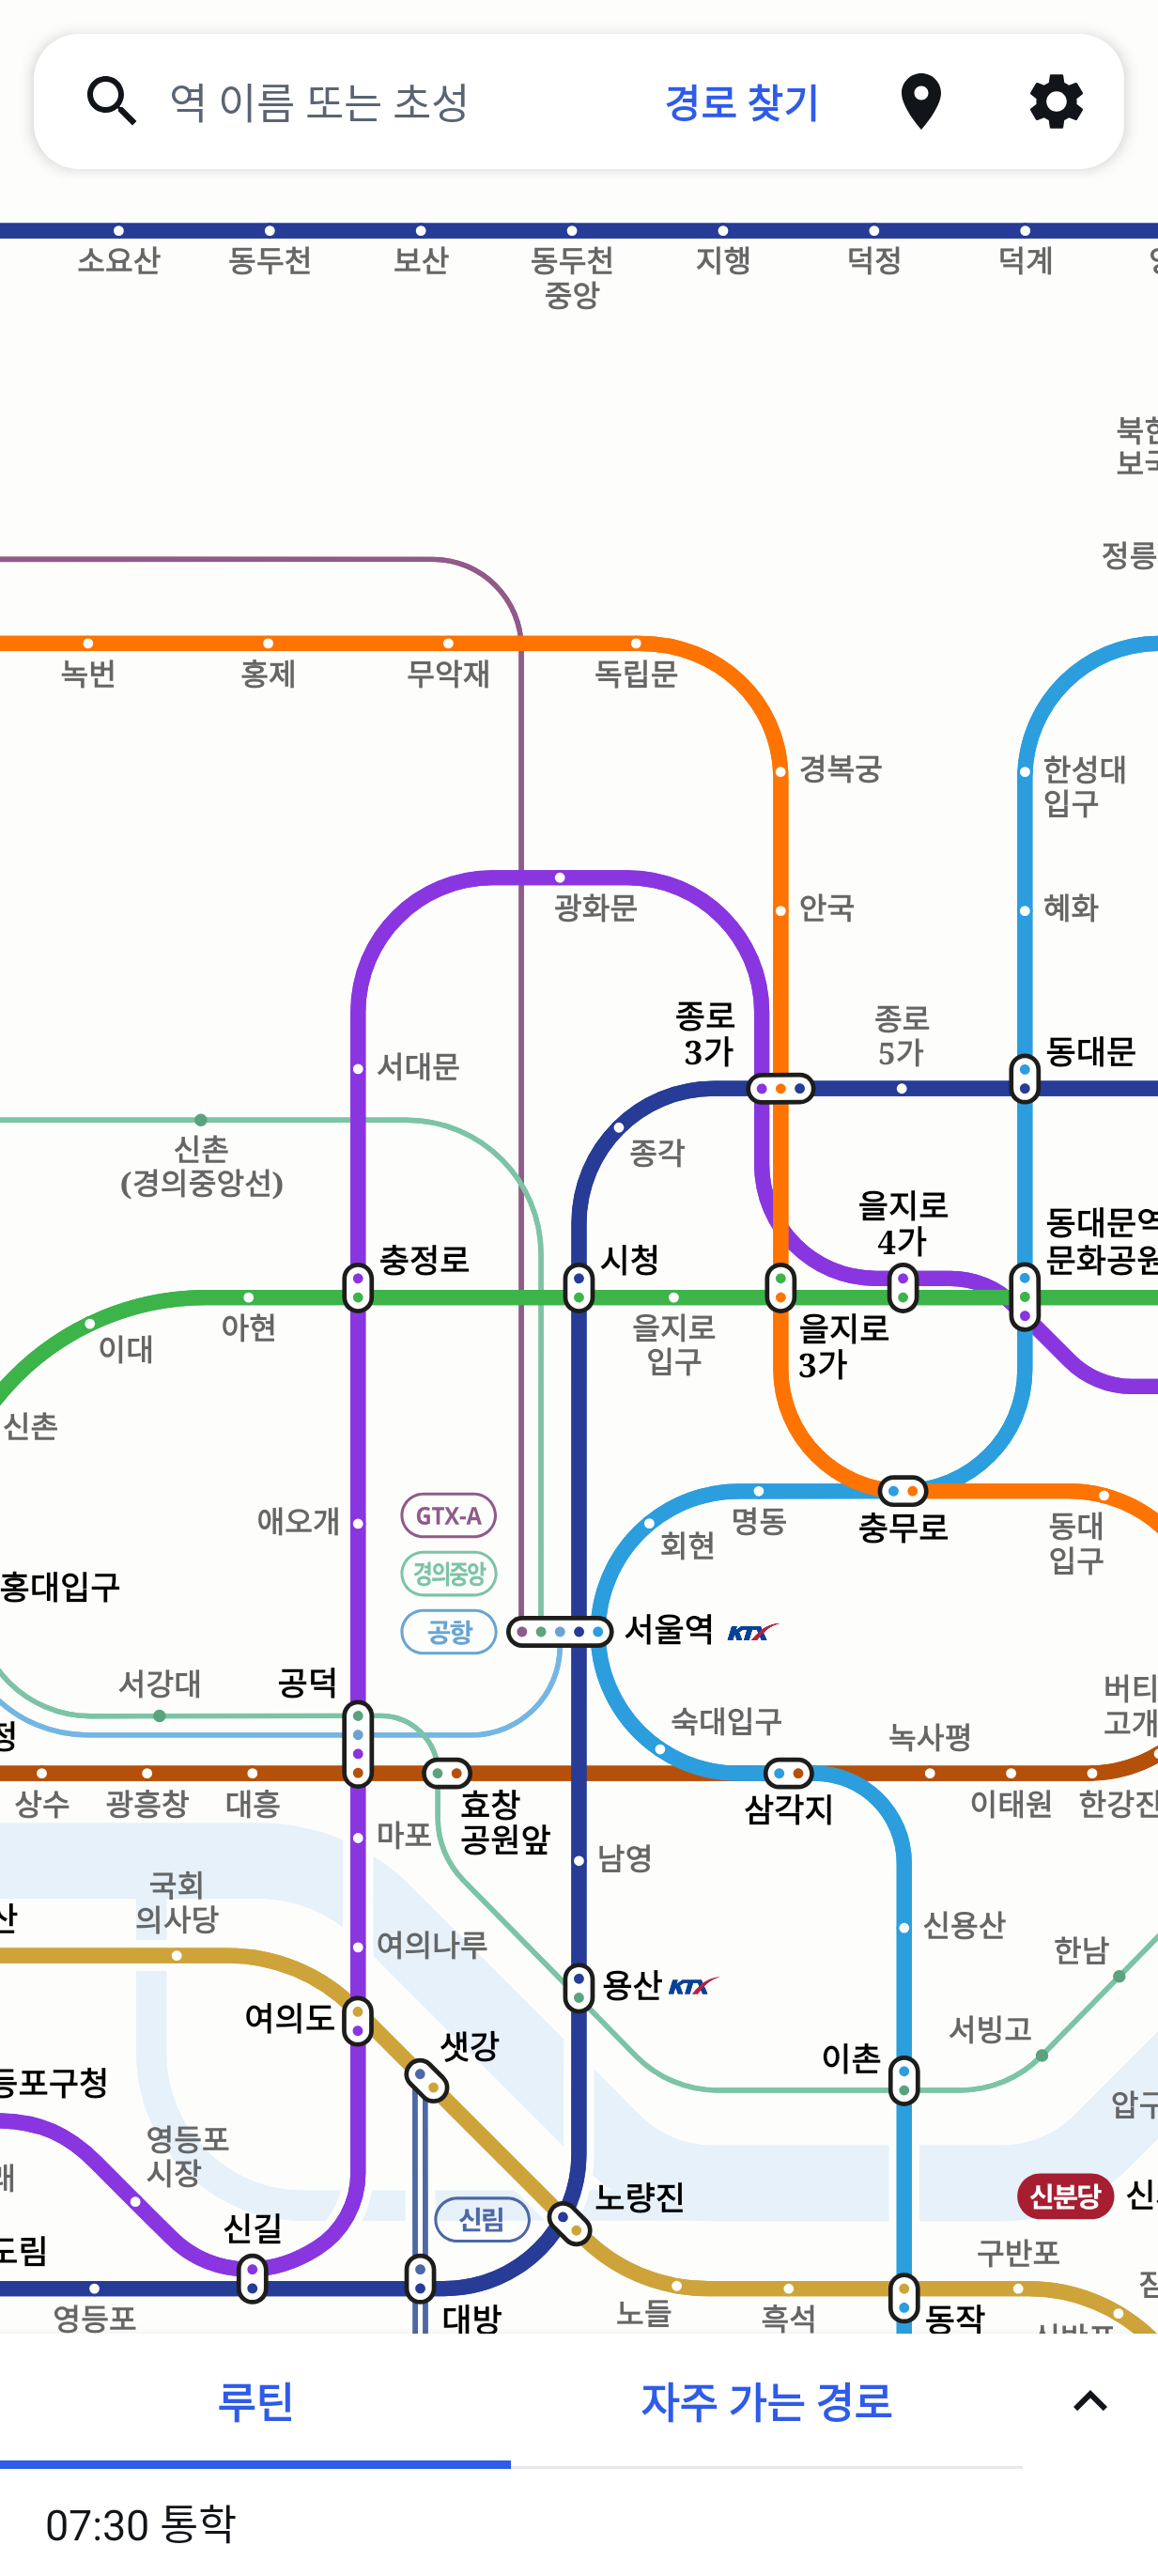 역 이름 또는 초성
경로 찾기
소요산
동두천
보산
동두천
중앙
지행
덕정
덕계
정릉
녹번
홍제
무악재
독립문
경복궁
한성대
입구
광화문
안국
혜화
종로
3가
종로
5가
동대문
서대문
종각
신촌
(경의중앙선)
을지로
4가
충정로
시청
문화공원
아현
이대
을지로
입구
을지로
3가
신촌
애오개
GTX-A
회현
명동
충무로
동대
입구
경의중앙
홍대입구
공항
서울역
KTX
서강대
공덕
숙대입구
녹사평
버티
고개
상수
광흥창
대흥
효창
공원앞
삼각지
이태원
한강진
마포
남영
국회
의사당
여의나루
신용산
한남
용산
KTX
여의도
샛강
서빙고
이촌
등포구청
영등포
시장
신분당
노량진
신림
신길
도림
구반포
영등포
대방
노들
흑석
동작
루틴
자주 가는 경로
07:30 통학